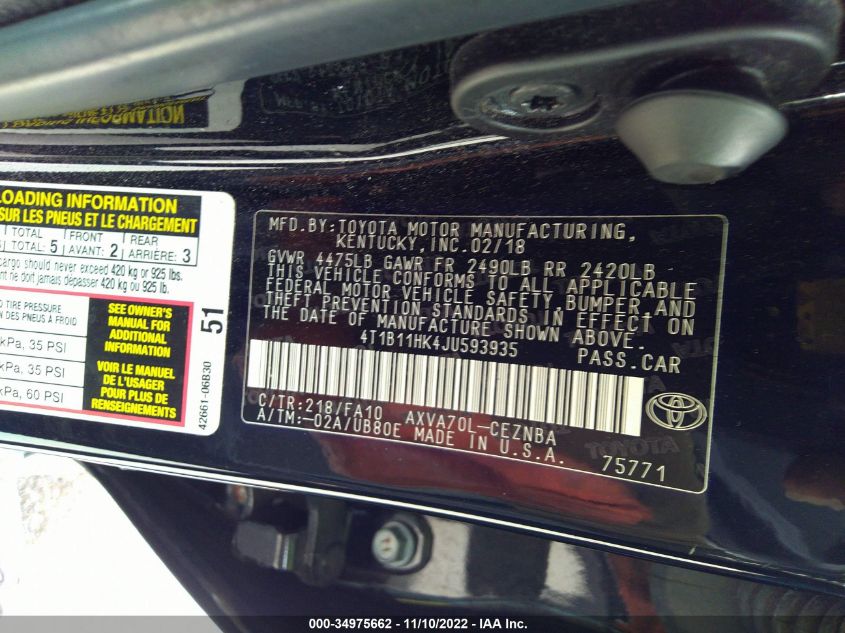 LOADING INFORMATION
SUR LES PNEUS ET LE CHARGEMENT
TOTAL FRONT REAR
TOTAL: 5 AVANT: 2 ARRIÈRE: 3
cargo should never exceed 420 kg or 925 lbs.
ne doit jamais dépasser 420 kg ou 925 lb.
TIRE PRESSURE
DES PNEUS À FROID
kPa, 35 PSI
kPa, 35 PSI
kPa, 60 PSI
SEE OWNER'S
MANUAL FOR
ADDITIONAL
INFORMATION
VOIR LE MANUEL
DE L'USAGER
POUR PLUS DE
RENSEIGNEMENTS
51
42661-06B30
MFD.BY:TOYOTA MOTOR MANUFACTURING,
KENTUCKY,INC.02/18
GVWR 4475LB GAWR FR 2490LB RR 2420LB
THIS VEHICLE CONFORMS TO ALL APPLICABLE
FEDERAL MOTOR VEHICLE SAFETY,BUMPER,AND
THEFT PREVENTION STANDARDS IN EFFECT ON
THE DATE OF MANUFACTURE SHOWN ABOVE.
4T1B11HK4JU593935 PASS.CAR
C/TR:218/FA10 AXVA70L-CEZNBA
A/TM:-02A/UB80E MADE IN U.S.A.
75771
TOYOTA
000-34975662 - 11/10/2022 - IAA Inc.